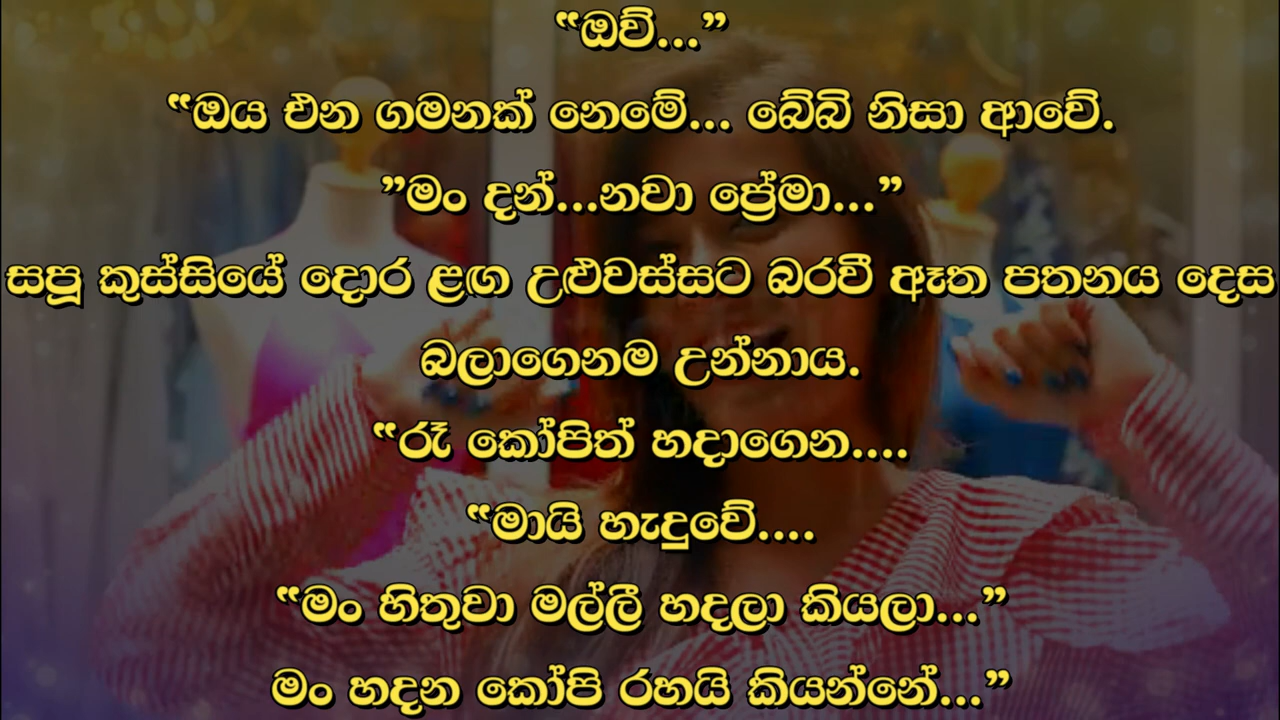 “ඔව්...”
“ඔය එන ගමනක් නෙමේ... බේබි නිසා ආවේ.
”මං දන්...නවා ප්‍රේමා...”
සපූ කුස්සියේ දොර ළඟ උළුවස්සට බරවී ඈත පතනය දෙස
බලාගෙනම උන්නාය.
“රෑ කෝපිත් හදාගෙන....
“මායි හැදුවේ....
“මං හිතුවා මල්ලී හදලා කියලා...”
මං හදන කෝපි රහයි කියන්නේ...”